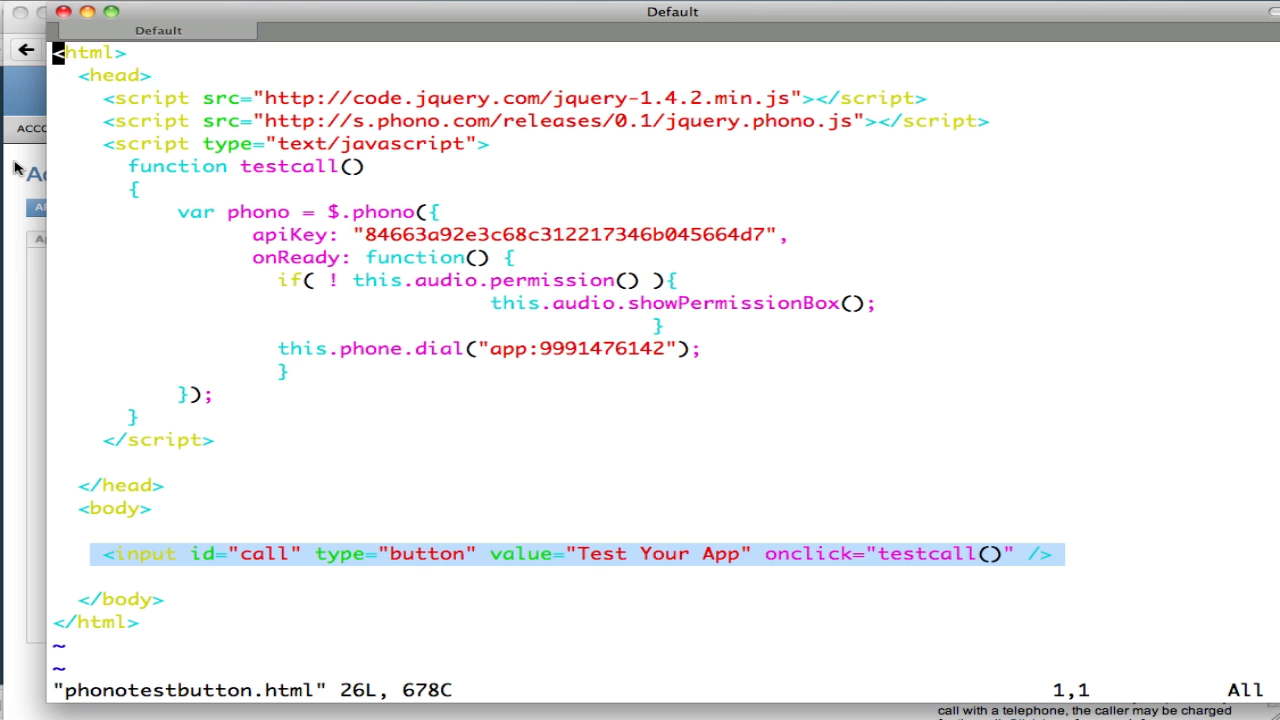 Default
Default
<html>
<head>
<script src="http://code.jquery.com/jquery-1.4.2.min.js"></script>
<script src="http://s.phono.com/releases/0.1/jquery.phono.js"></script>
<script type="text/javascript">
function testcall()
{
var phono = $.phono({
apiKey: "84663a92e3c68c312217346b045664d7",
onReady: function() {
if( ! this.audio.permission() ){
this.audio.showPermissionBox();
}
this.phone.dial("app:9991476142");
}
});
}
</script>
</head>
<body>
<input id="call" type="button" value="Test Your App" onclick="testcall()" />
</body>
</html>
~
~
"phonotestbutton.html" 26L, 678C 1,1 All
ACCO
call with a telephone, the caller may be charged